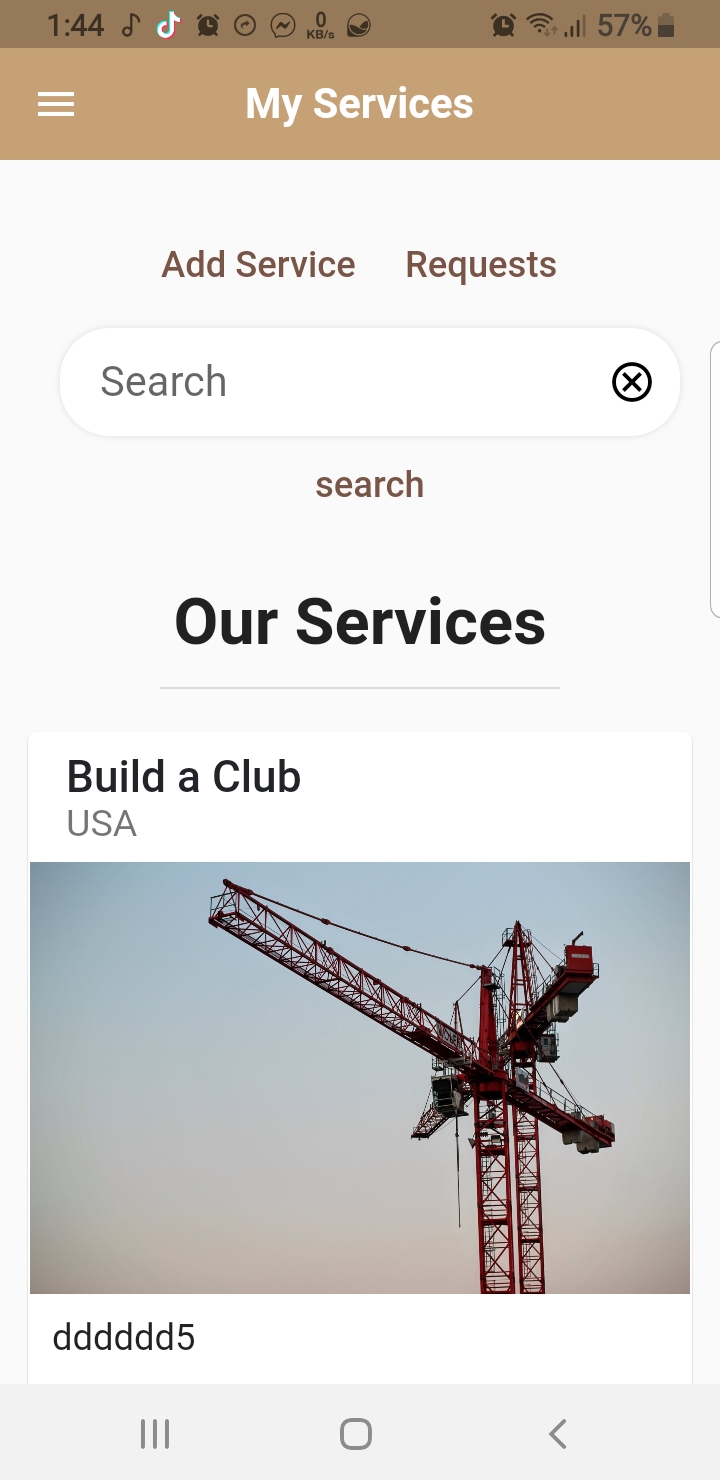 1:44 0 KB/s 57%
My Services
Add Service Requests
Search
search
Our Services
Build a Club
USA
dddddd5